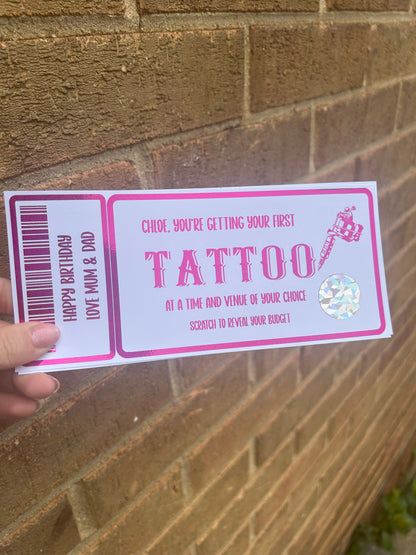 HAPPY BIRTHDAY
LOVE MUM & DAD
CHLOE, YOU'RE GETTING YOUR FIRST
TATTOO
AT A TIME AND VENUE OF YOUR CHOICE
SCRATCH TO REVEAL YOUR BUDGET